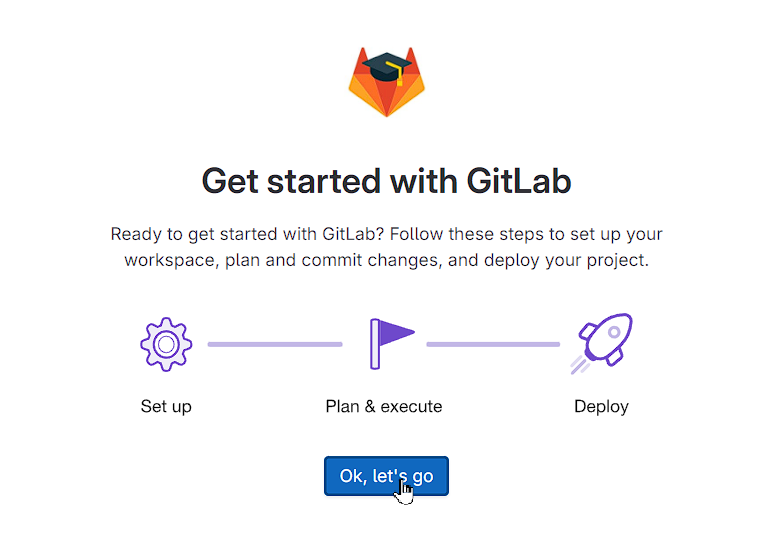 Get started with GitLab
Ready to get started with GitLab? Follow these steps to set up your
workspace, plan and commit changes, and deploy your project.
Set up
Plan & execute
Deploy
Ok, let's go